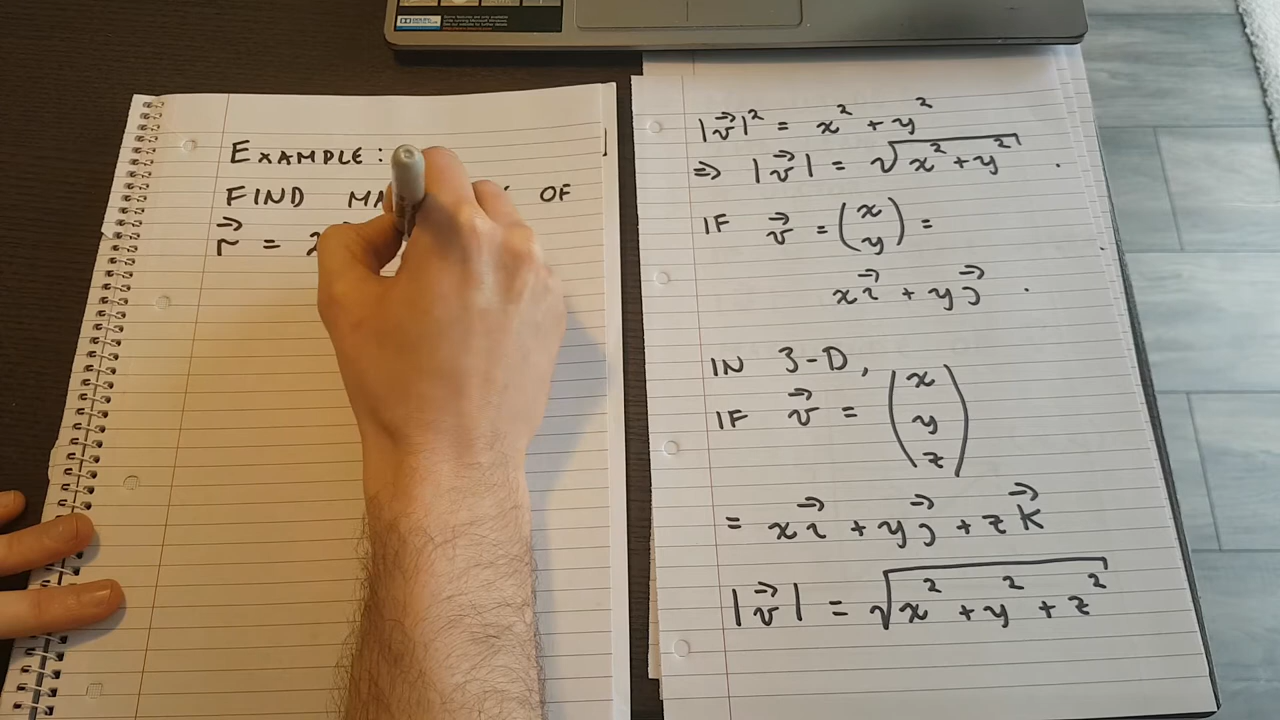 EXAMPLE:
FIND OF
r⃗ = 2
|v⃗|² = x² + y²
⇒ |v⃗| = √(x² + y²) .
IF v⃗ = (x
y) =
xi⃗ + yj⃗ .
IN 3-D,
IF v⃗ = (x
y
z)
= xi⃗ + yj⃗ + zk⃗
|v⃗| = √(x² + y² + z²)